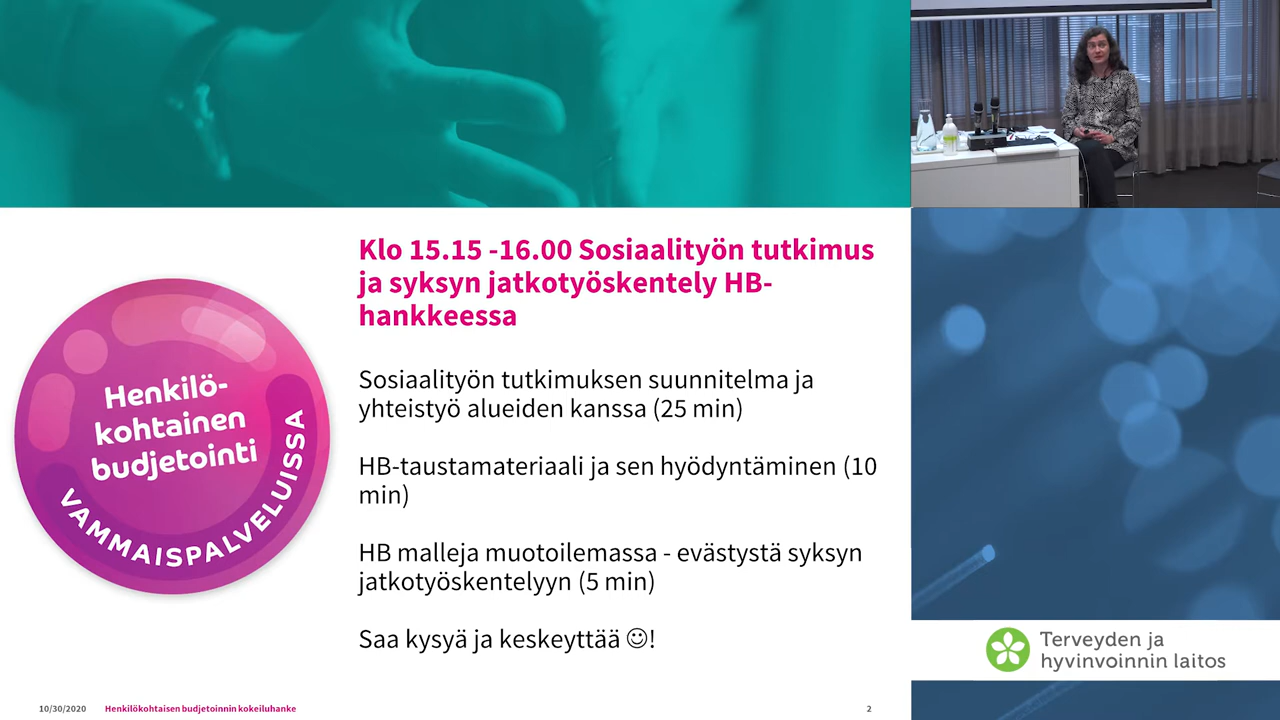 Klo 15.15 -16.00 Sosiaalityön tutkimus
ja syksyn jatkotyöskentely HB-
hankkeessa
Sosiaalityön tutkimuksen suunnitelma ja
yhteistyö alueiden kanssa (25 min)
HB-taustamateriaali ja sen hyödyntäminen (10
min)
HB malleja muotoilemassa - evästystä syksyn
jatkotyöskentelyyn (5 min)
Saa kysyä ja keskeyttää ☺!
Henkilö-
kohtainen
budjetointi
VAMMAISPALVELUISSA
Terveyden ja
hyvinvoinnin laitos
10/30/2020 Henkilökohtaisen budjetoinnin kokeiluhanke 2